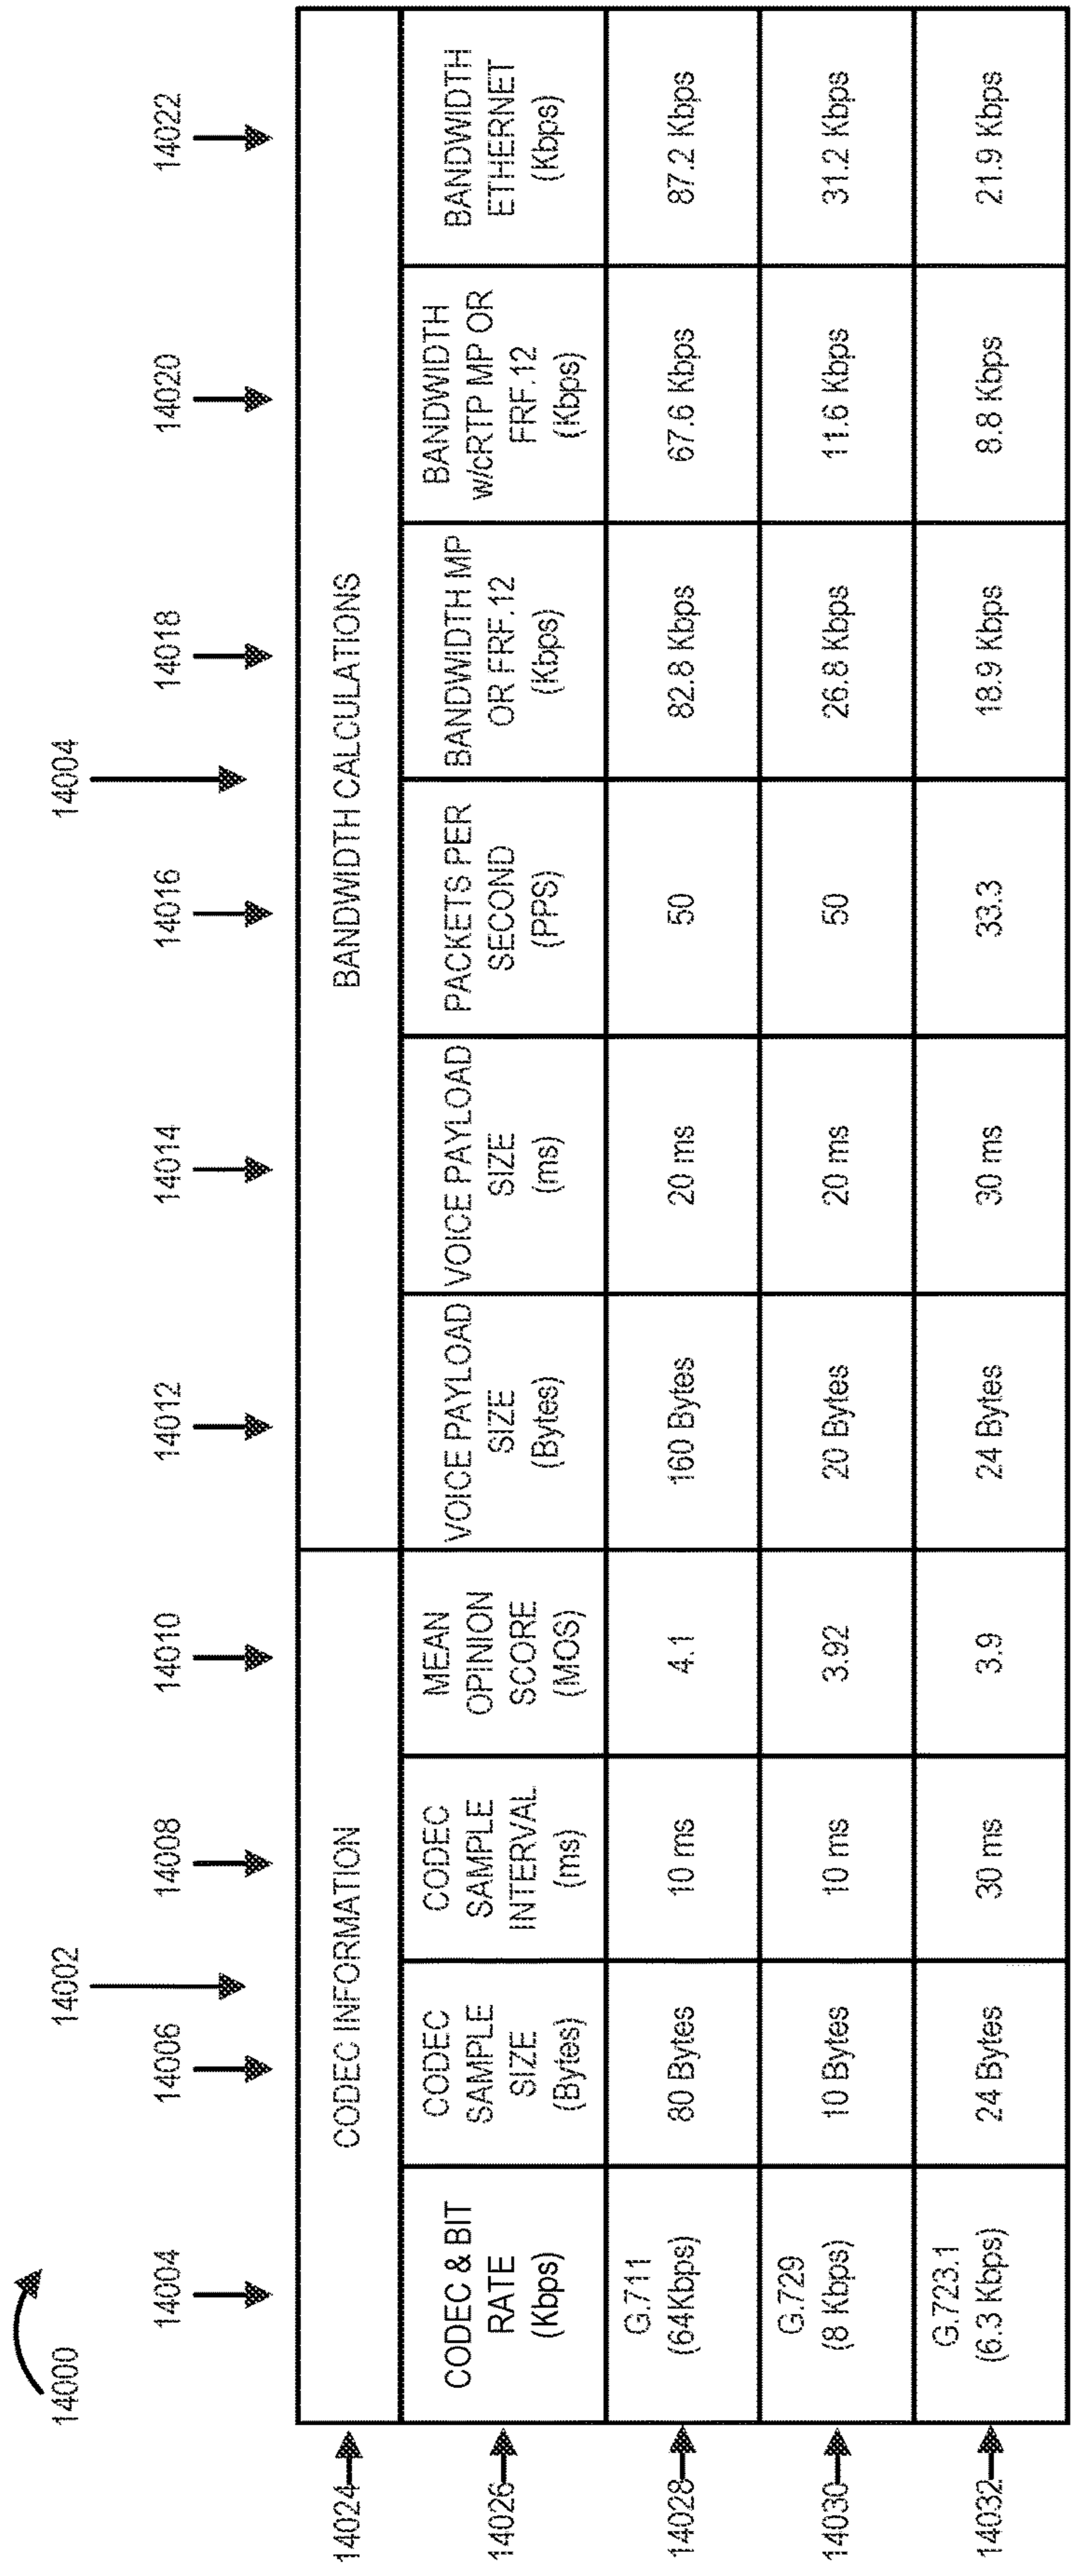 14000
14002
14004
14004
14006
14008
14010
14012
14014
14016
14018
14020
14022
14024
CODEC INFORMATION
BANDWIDTH CALCULATIONS
14026
CODEC & BIT
RATE
(Kbps)
CODEC
SAMPLE
SIZE
(Bytes)
CODEC
SAMPLE
INTERVAL
(ms)
MEAN
OPINION
SCORE
(MOS)
VOICE PAYLOAD
SIZE
(Bytes)
VOICE PAYLOAD
SIZE
(ms)
PACKETS PER
SECOND
(PPS)
BANDWIDTH MP
OR FRF.12
(Kbps)
BANDWIDTH
w/cRTP MP OR
FRF.12
(Kbps)
BANDWIDTH
ETHERNET
(Kbps)
14028
G.711
(64Kbps)
80 Bytes
10 ms
4.1
160 Bytes
20 ms
50
82.8 Kbps
67.6 Kbps
87.2 Kbps
14030
G.729
(8 Kbps)
10 Bytes
10 ms
3.92
20 Bytes
20 ms
50
26.8 Kbps
11.6 Kbps
31.2 Kbps
14032
G.723.1
(6.3 Kbps)
24 Bytes
30 ms
3.9
24 Bytes
30 ms
33.3
18.9 Kbps
8.8 Kbps
21.9 Kbps